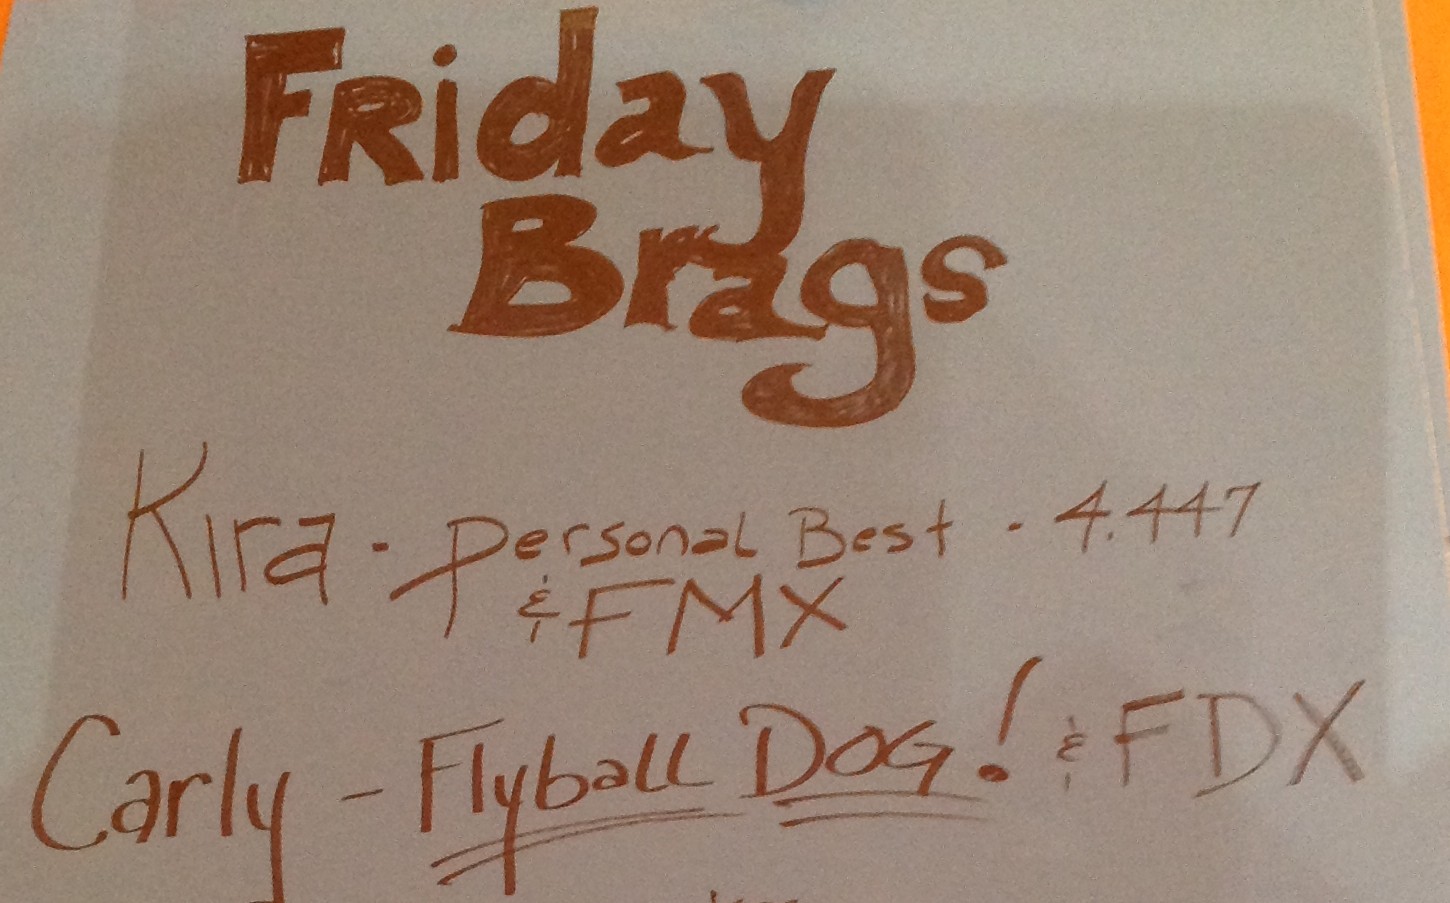 Friday
Brags
Kira - Personal Best - 4.447
& FMX
Carly - Flyball Dog! & FDX